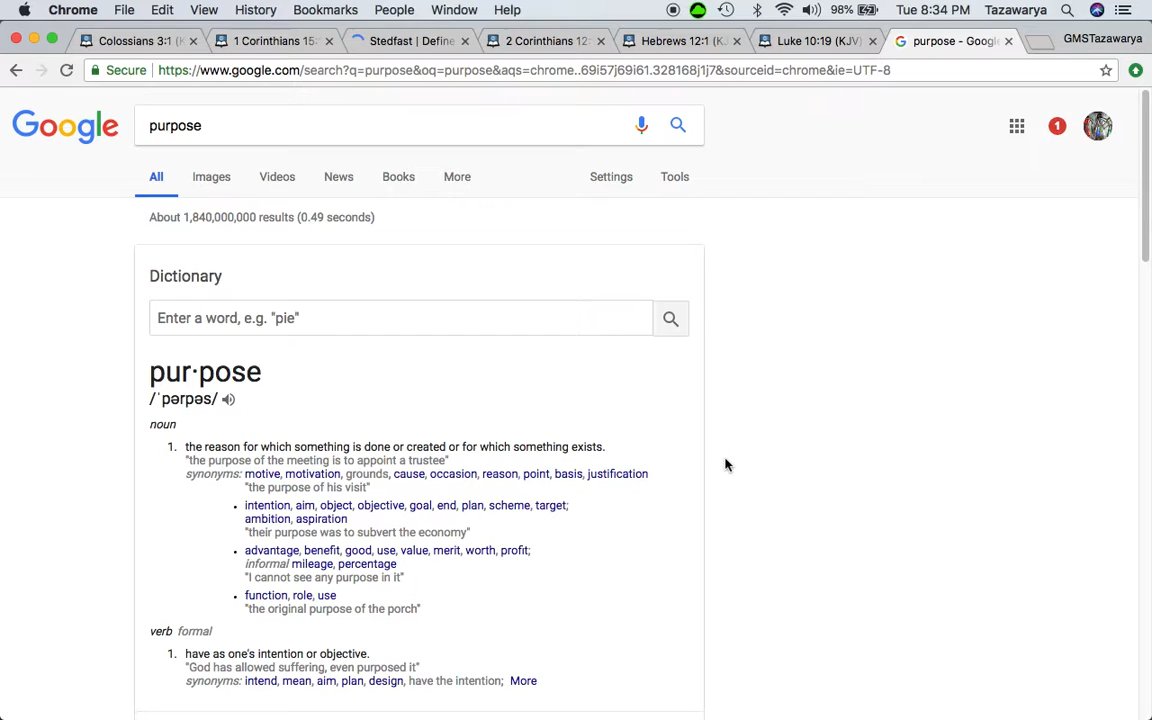 Chrome File Edit View History Bookmarks People Window Help 98% Tue 8:34 PM Tazawarya
Colossians 3:1 (K 1 Corinthians 15: Stedfast | Define 2 Corinthians 12: Hebrews 12:1 (KJ Luke 10:19 (KJV) purpose - Google GMSTazawarya
Secure https://www.google.com/search?q=purpose&oq=purpose&aqs=chrome..69i57j69i61.328168j1j7&sourceid=chrome&ie=UTF-8
Google purpose 1
All Images Videos News Books More Settings Tools
About 1,840,000,000 results (0.49 seconds)
Dictionary
Enter a word, e.g. "pie"
pur·pose
/ˈpərpəs/
noun
1. the reason for which something is done or created or for which something exists.
"the purpose of the meeting is to appoint a trustee"
synonyms: motive, motivation, grounds, cause, occasion, reason, point, basis, justification
"the purpose of his visit"
• intention, aim, object, objective, goal, end, plan, scheme, target;
ambition, aspiration
"their purpose was to subvert the economy"
• advantage, benefit, good, use, value, merit, worth, profit;
informal mileage, percentage
"I cannot see any purpose in it"
• function, role, use
"the original purpose of the porch"
verb formal
1. have as one's intention or objective.
"God has allowed suffering, even purposed it"
synonyms: intend, mean, aim, plan, design, have the intention; More